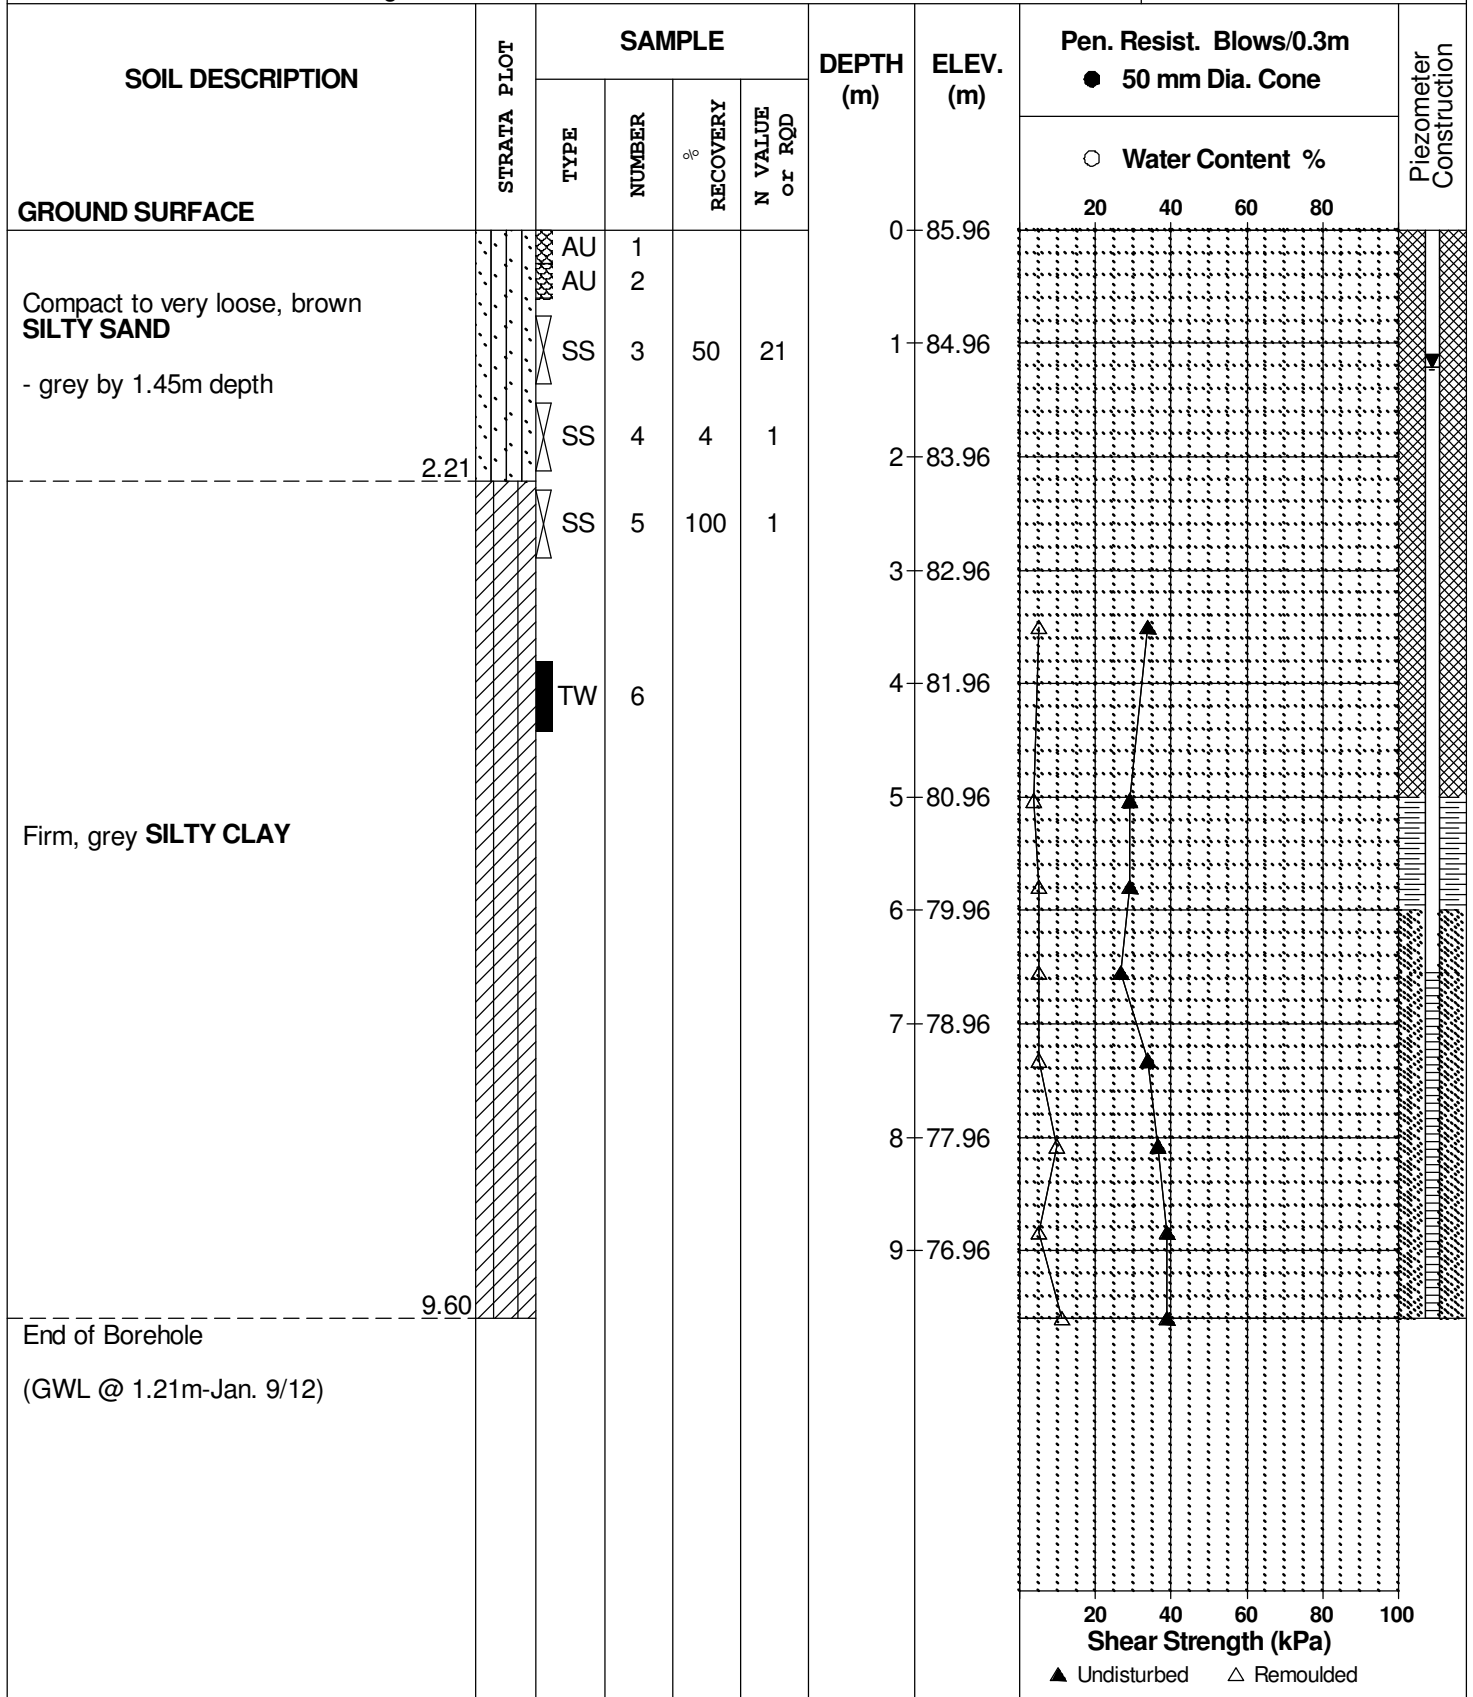 SOIL DESCRIPTION
GROUND SURFACE
STRATA PLOT
SAMPLE
TYPE
NUMBER
% RECOVERY
N VALUE or RQD
DEPTH (m)
ELEV. (m)
Pen. Resist. Blows/0.3m
● 50 mm Dia. Cone
○ Water Content %
20 40 60 80
Piezometer Construction
0 85.96
AU 1
AU 2
Compact to very loose, brown
SILTY SAND
SS 3 50 21
1 84.96
- grey by 1.45m depth
SS 4 4 1
2 83.96
2.21
SS 5 100 1
3 82.96
TW 6
4 81.96
5 80.96
Firm, grey SILTY CLAY
6 79.96
7 78.96
8 77.96
9 76.96
9.60
End of Borehole
(GWL @ 1.21m-Jan. 9/12)
20 40 60 80 100
Shear Strength (kPa)
▲ Undisturbed △ Remoulded